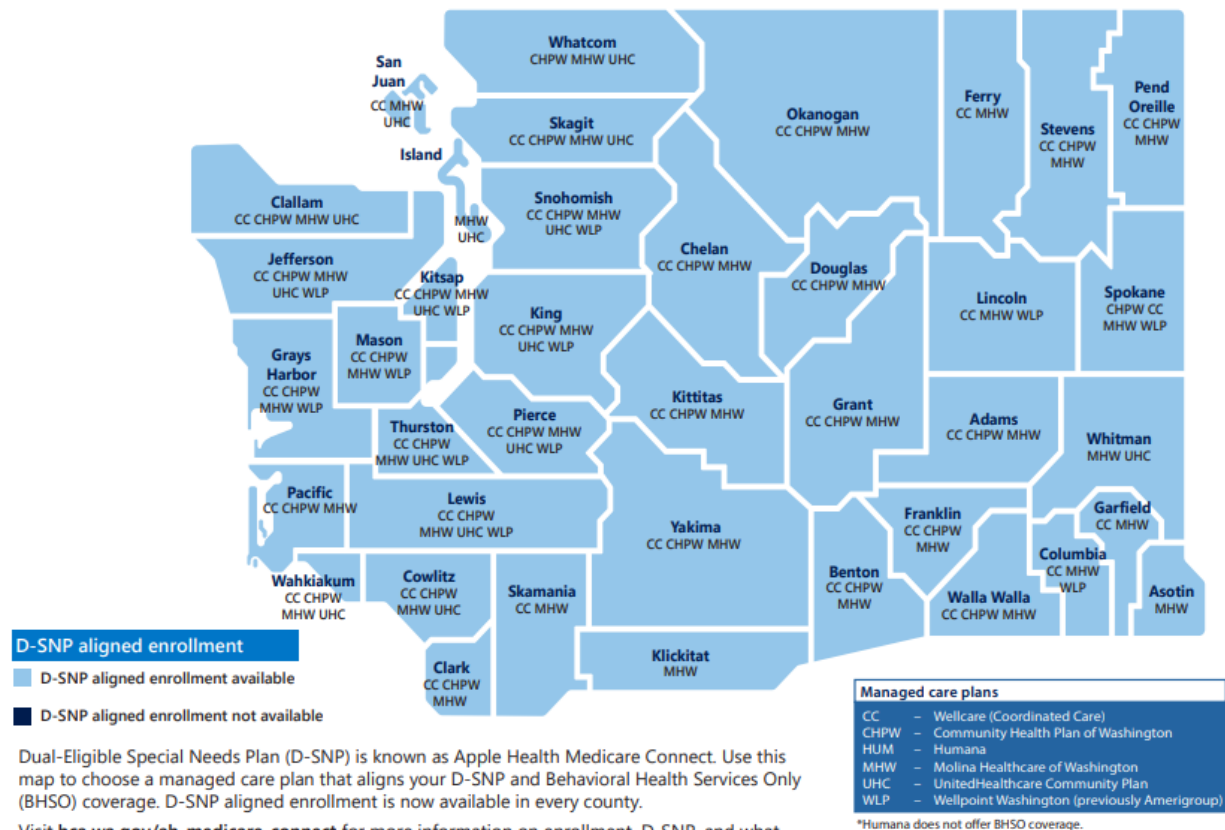 Whatcom
CHPW MHW UHC
San
Juan
CC MHW
UHC
Skagit
CC CHPW MHW UHC
Island
MHW
UHC
Okanogan
CC CHPW MHW
Ferry
CC MHW
Stevens
CC CHPW
MHW
Pend
Oreille
CC CHPW
MHW
Clallam
CC CHPW MHW UHC
Snohomish
CC CHPW MHW
UHC WLP
Chelan
CC CHPW MHW
Douglas
CC CHPW MHW
Jefferson
CC CHPW MHW
UHC WLP
Kitsap
CC CHPW MHW
UHC WLP
King
CC CHPW MHW
UHC WLP
Lincoln
CC MHW WLP
Spokane
CHPW CC
MHW WLP
Mason
CC CHPW
MHW WLP
Grays
Harbor
CC CHPW
MHW WLP
Kittitas
CC CHPW MHW
Grant
CC CHPW MHW
Adams
CC CHPW MHW
Whitman
MHW UHC
Thurston
CC CHPW
MHW UHC WLP
Pierce
CC CHPW MHW
UHC WLP
Pacific
CC CHPW MHW
Lewis
CC CHPW
MHW UHC WLP
Yakima
CC CHPW MHW
Franklin
CC CHPW
MHW
Garfield
CC MHW
Columbia
CC MHW
WLP
Asotin
MHW
Benton
CC CHPW
MHW
Walla Walla
CC CHPW MHW
Wahkiakum
CC CHPW
MHW UHC
Cowlitz
CC CHPW
MHW UHC
Skamania
CC MHW
Klickitat
MHW
Clark
CC CHPW
MHW
D-SNP aligned enrollment
D-SNP aligned enrollment available
D-SNP aligned enrollment not available
Dual-Eligible Special Needs Plan (D-SNP) is known as Apple Health Medicare Connect. Use this
map to choose a managed care plan that aligns your D-SNP and Behavioral Health Services Only
(BHSO) coverage. D-SNP aligned enrollment is now available in every county.
Managed care plans
CC – Wellcare (Coordinated Care)
CHPW – Community Health Plan of Washington
HUM – Humana
MHW – Molina Healthcare of Washington
UHC – UnitedHealthcare Community Plan
WLP – Wellpoint Washington (previously Amerigroup)
*Humana does not offer BHSO coverage.